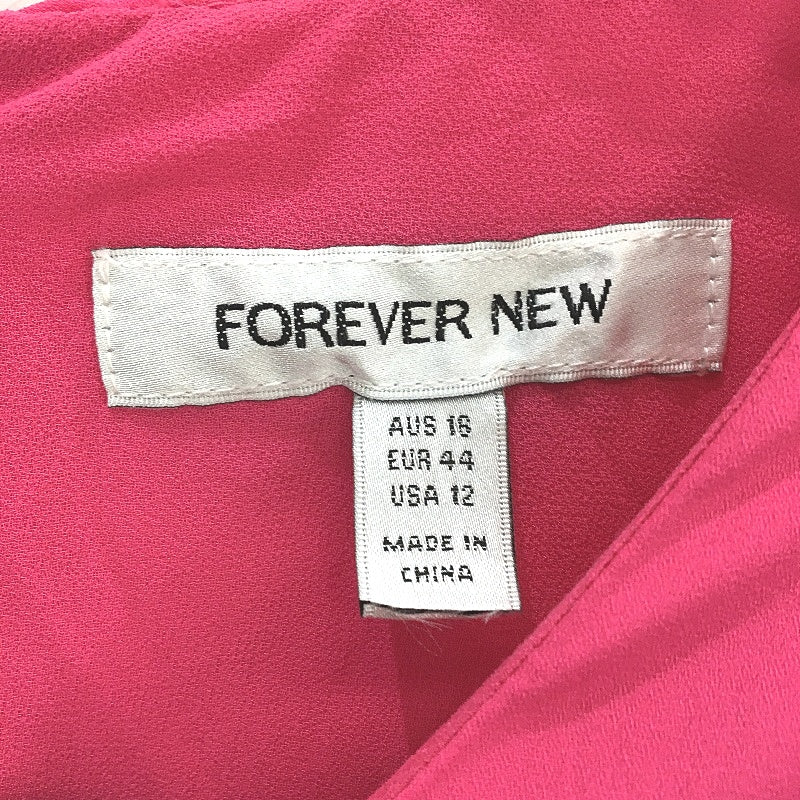 FOREVER NEW
AUS 16
EUR 44
USA 12
MADE IN
CHINA